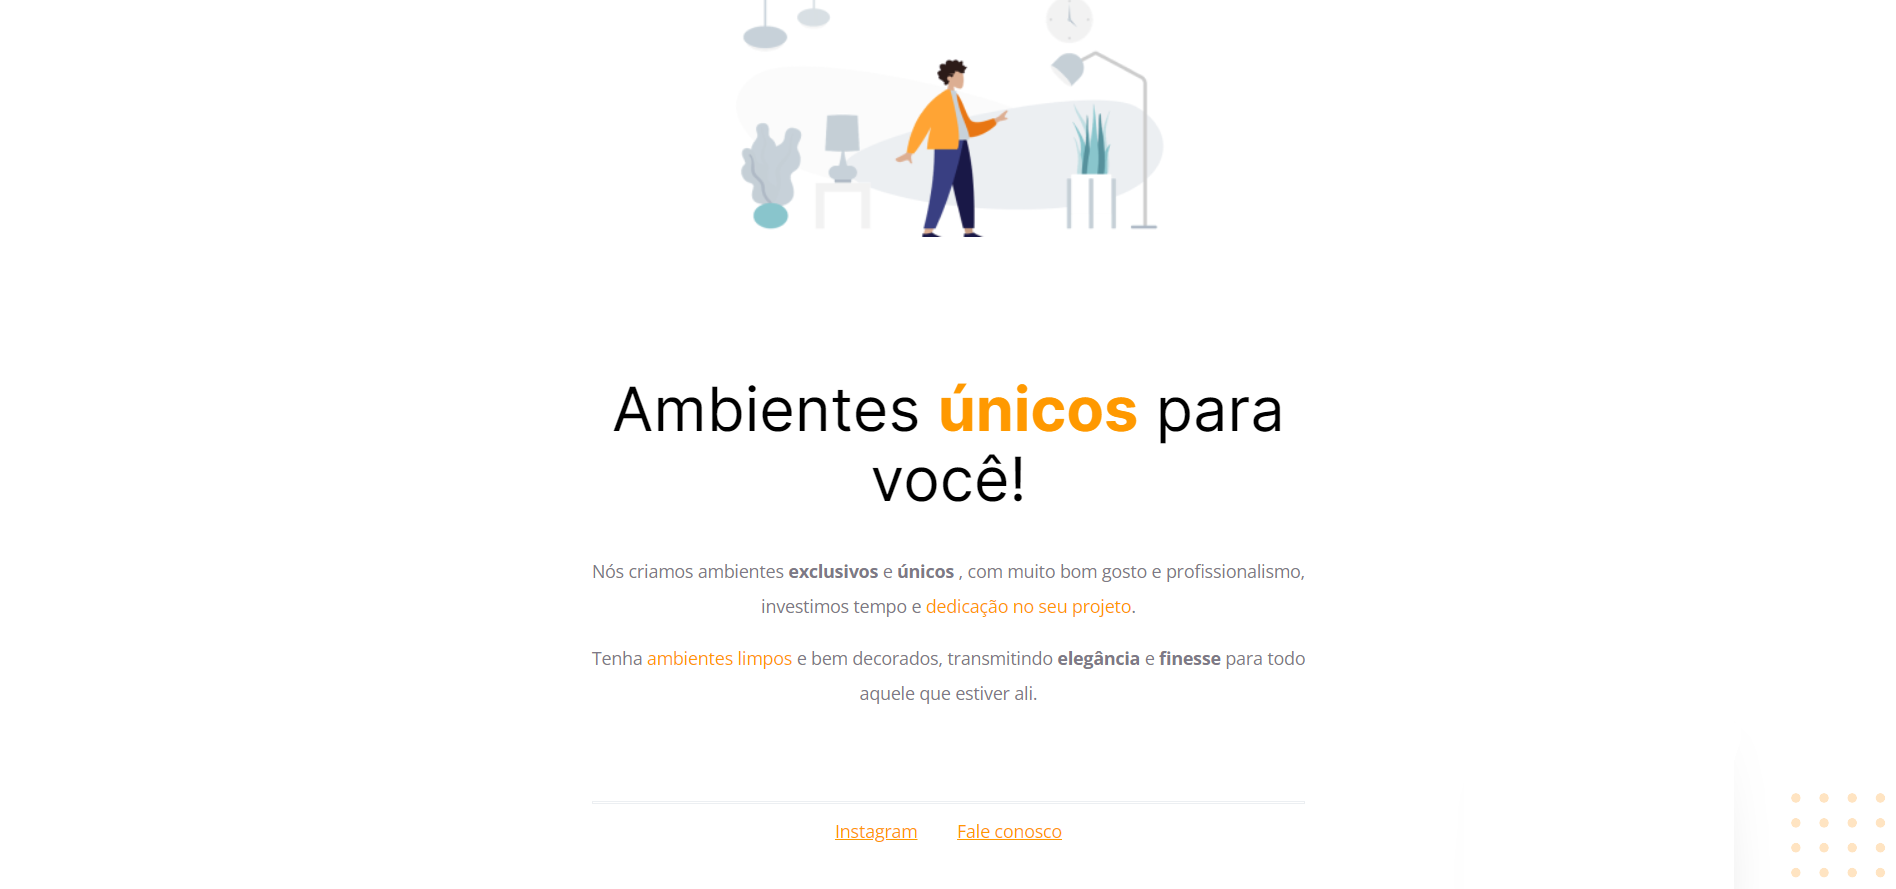 Ambientes únicos para
você!
Nós criamos ambientes exclusivos e únicos , com muito bom gosto e profissionalismo,
investimos tempo e dedicação no seu projeto.
Tenha ambientes limpos e bem decorados, transmitindo elegância e finesse para todo
aquele que estiver ali.
Instagram Fale conosco